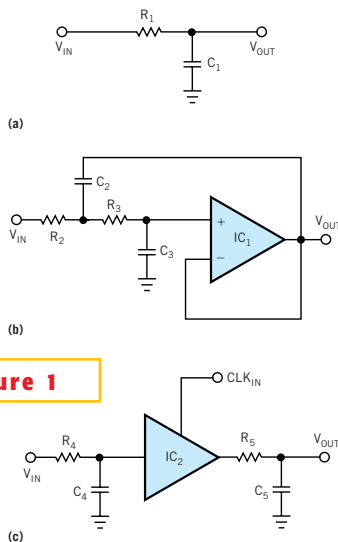 R1
VIN
VOUT
C1
(a)
C2
R3
R2
VIN
C3
+
−
IC1
VOUT
(b)
ure 1
CLKIN
R4
R5
VIN
VOUT
IC2
C4
C5
(c)